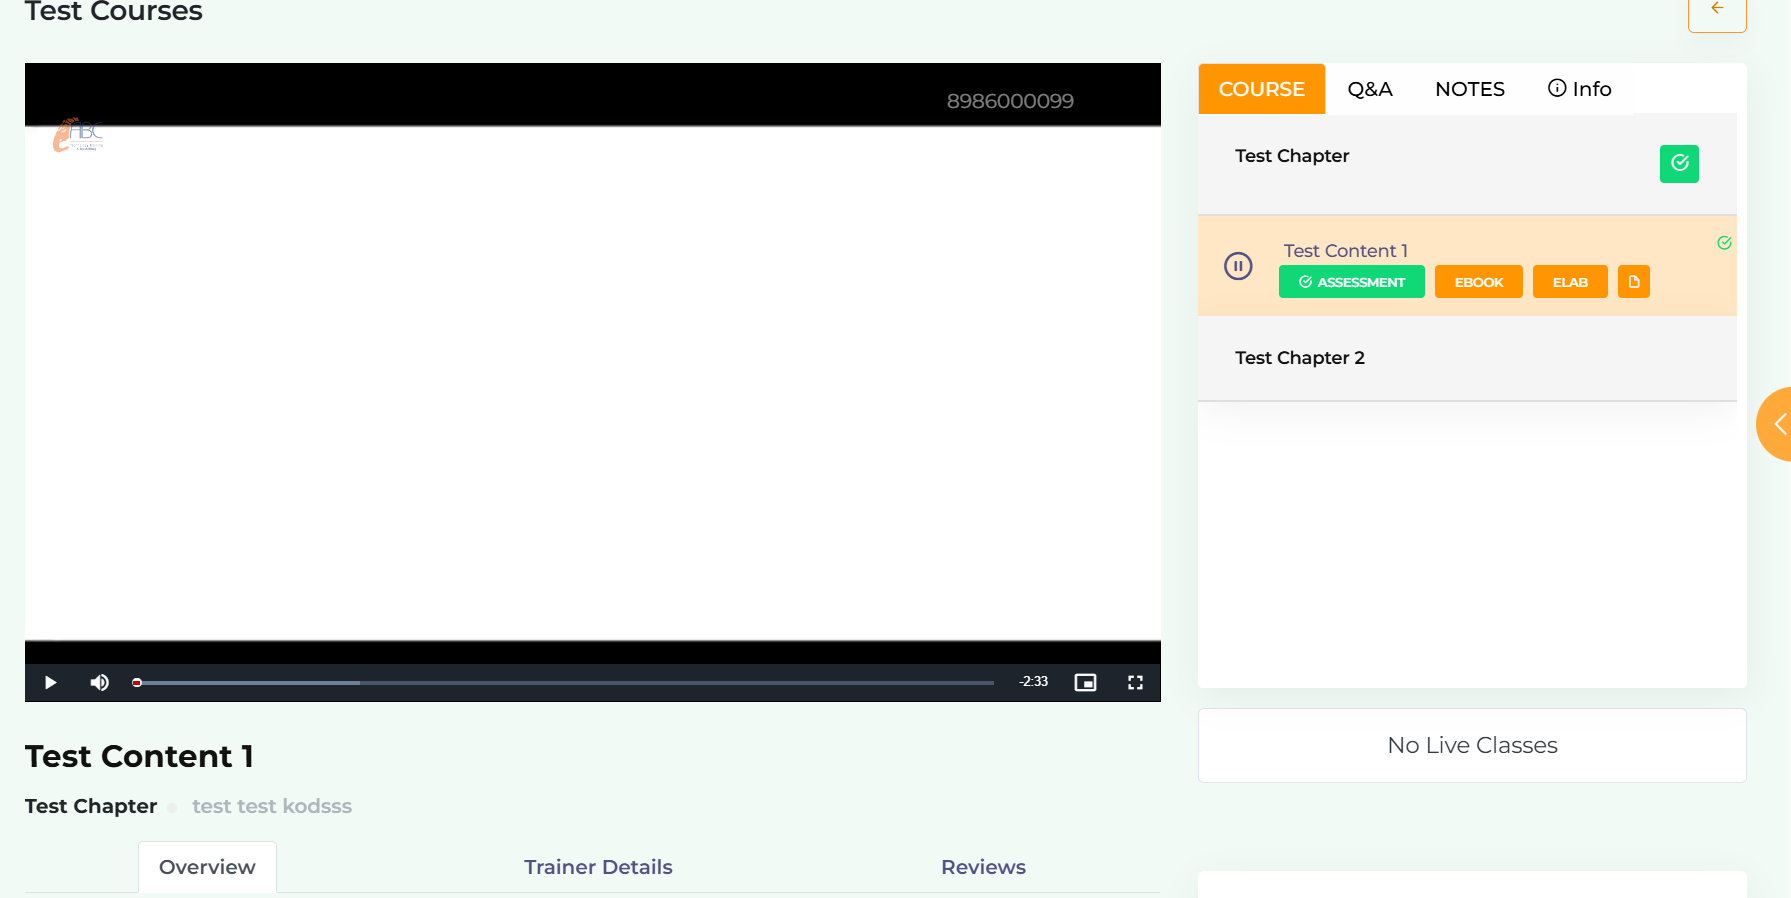 Test Courses
8986000099
ABC
-2:33
Test Content 1
Test Chapter test test kodsss
Overview Trainer Details Reviews
COURSE Q&A NOTES Info
Test Chapter
Test Content 1
ASSESSMENT EBOOK ELAB
Test Chapter 2
No Live Classes